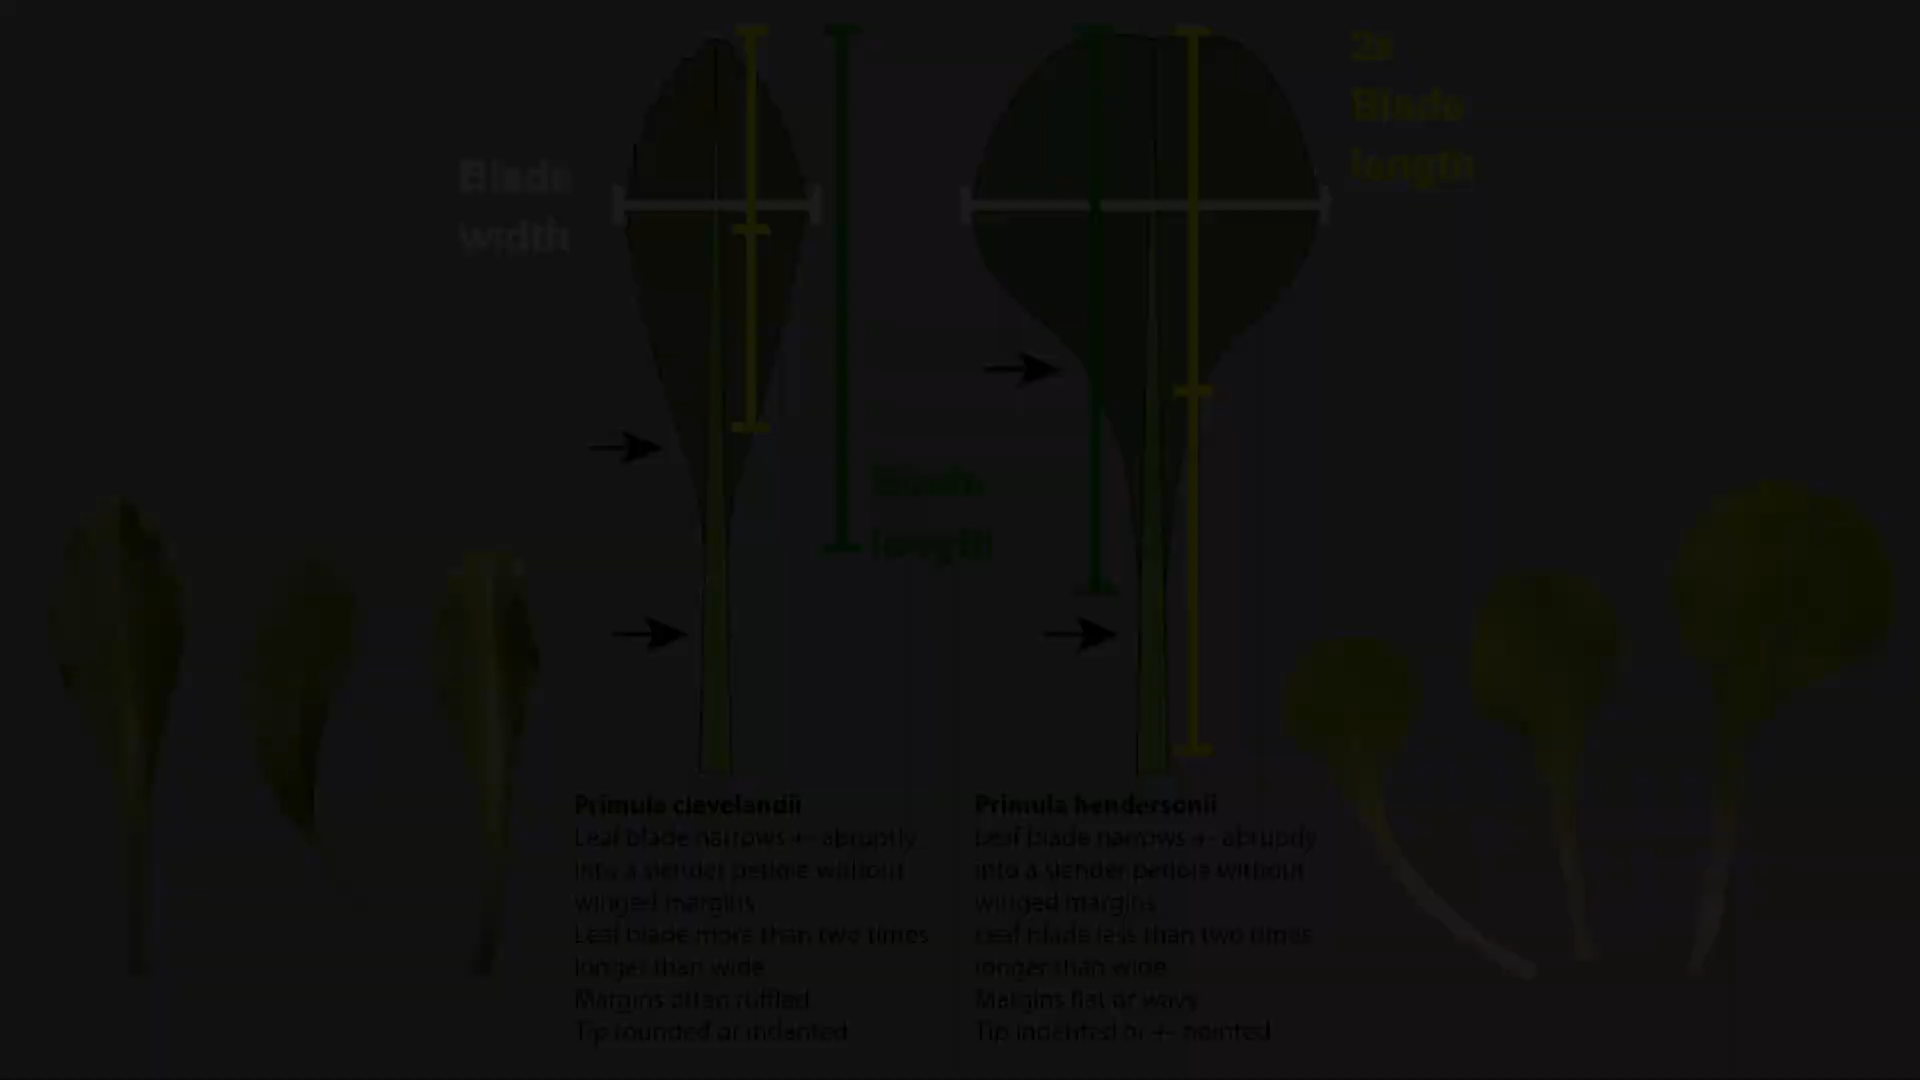 Blade
width
2x
Blade
length
Blade
length
Primula clevelandii
Leaf blade narrows +- abruptly
into a slender petiole without
winged margins
Leaf blade more than two times
longer than wide
Margins often ruffled
Tip rounded or indented
Primula hendersonii
Leaf blade narrows +- abruptly
into a slender petiole without
winged margins
Leaf blade less than two times
longer than wide
Margins flat or wavy
Tip indented or +- pointed